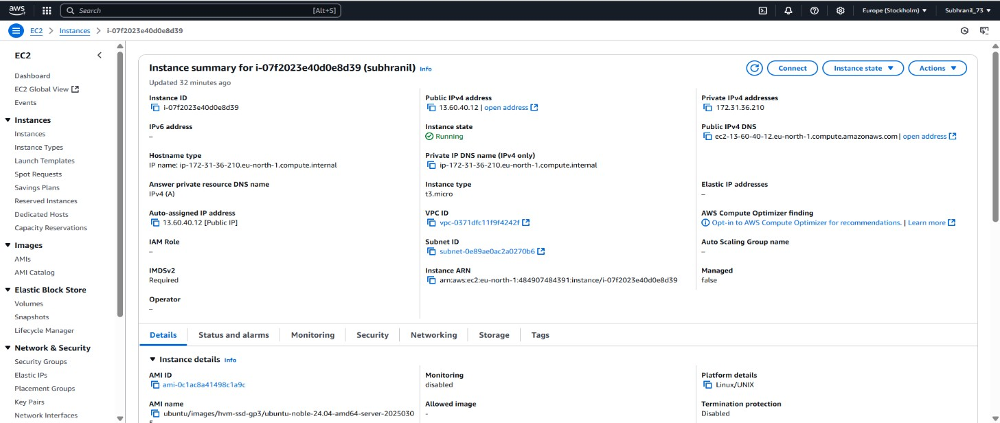 aws
Search [Alt+S]
Europe (Stockholm)
Subhranil_73
EC2 > Instances > i-07f2023e40d0e8d39
EC2
Dashboard
EC2 Global View
Events
Instances
Instances
Instance Types
Launch Templates
Spot Requests
Savings Plans
Reserved Instances
Dedicated Hosts
Capacity Reservations
Images
AMIs
AMI Catalog
Elastic Block Store
Volumes
Snapshots
Lifecycle Manager
Network & Security
Security Groups
Elastic IPs
Placement Groups
Key Pairs
Network Interfaces
Instance summary for i-07f2023e40d0e8d39 (subhranil) Info
Updated 32 minutes ago
Connect
Instance state
Actions
Instance ID
i-07f2023e40d0e8d39
IPv6 address
–
Hostname type
IP name: ip-172-31-36-210.eu-north-1.compute.internal
Answer private resource DNS name
IPv4 (A)
Auto-assigned IP address
13.60.40.12 [Public IP]
IAM Role
–
IMDSv2
Required
Operator
–
Public IPv4 address
13.60.40.12 | open address
Instance state
Running
Private IP DNS name (IPv4 only)
ip-172-31-36-210.eu-north-1.compute.internal
Instance type
t3.micro
VPC ID
vpc-0371dfc11f9f4242f
Subnet ID
subnet-0e89ae0ac2a0270b6
Instance ARN
arn:aws:ec2:eu-north-1:484907484391:instance/i-07f2023e40d0e8d39
Private IPv4 addresses
172.31.36.210
Public IPv4 DNS
ec2-13-60-40-12.eu-north-1.compute.amazonaws.com | open address
Elastic IP addresses
–
AWS Compute Optimizer finding
Opt-in to AWS Compute Optimizer for recommendations. | Learn more
Auto Scaling Group name
–
Managed
false
Details
Status and alarms
Monitoring
Security
Networking
Storage
Tags
Instance details Info
AMI ID
ami-0c1ac8a41498c1a9c
AMI name
ubuntu/images/hvm-ssd-gp3/ubuntu-noble-24.04-amd64-server-2025030
Monitoring
disabled
Allowed image
-
Platform details
Linux/UNIX
Termination protection
Disabled